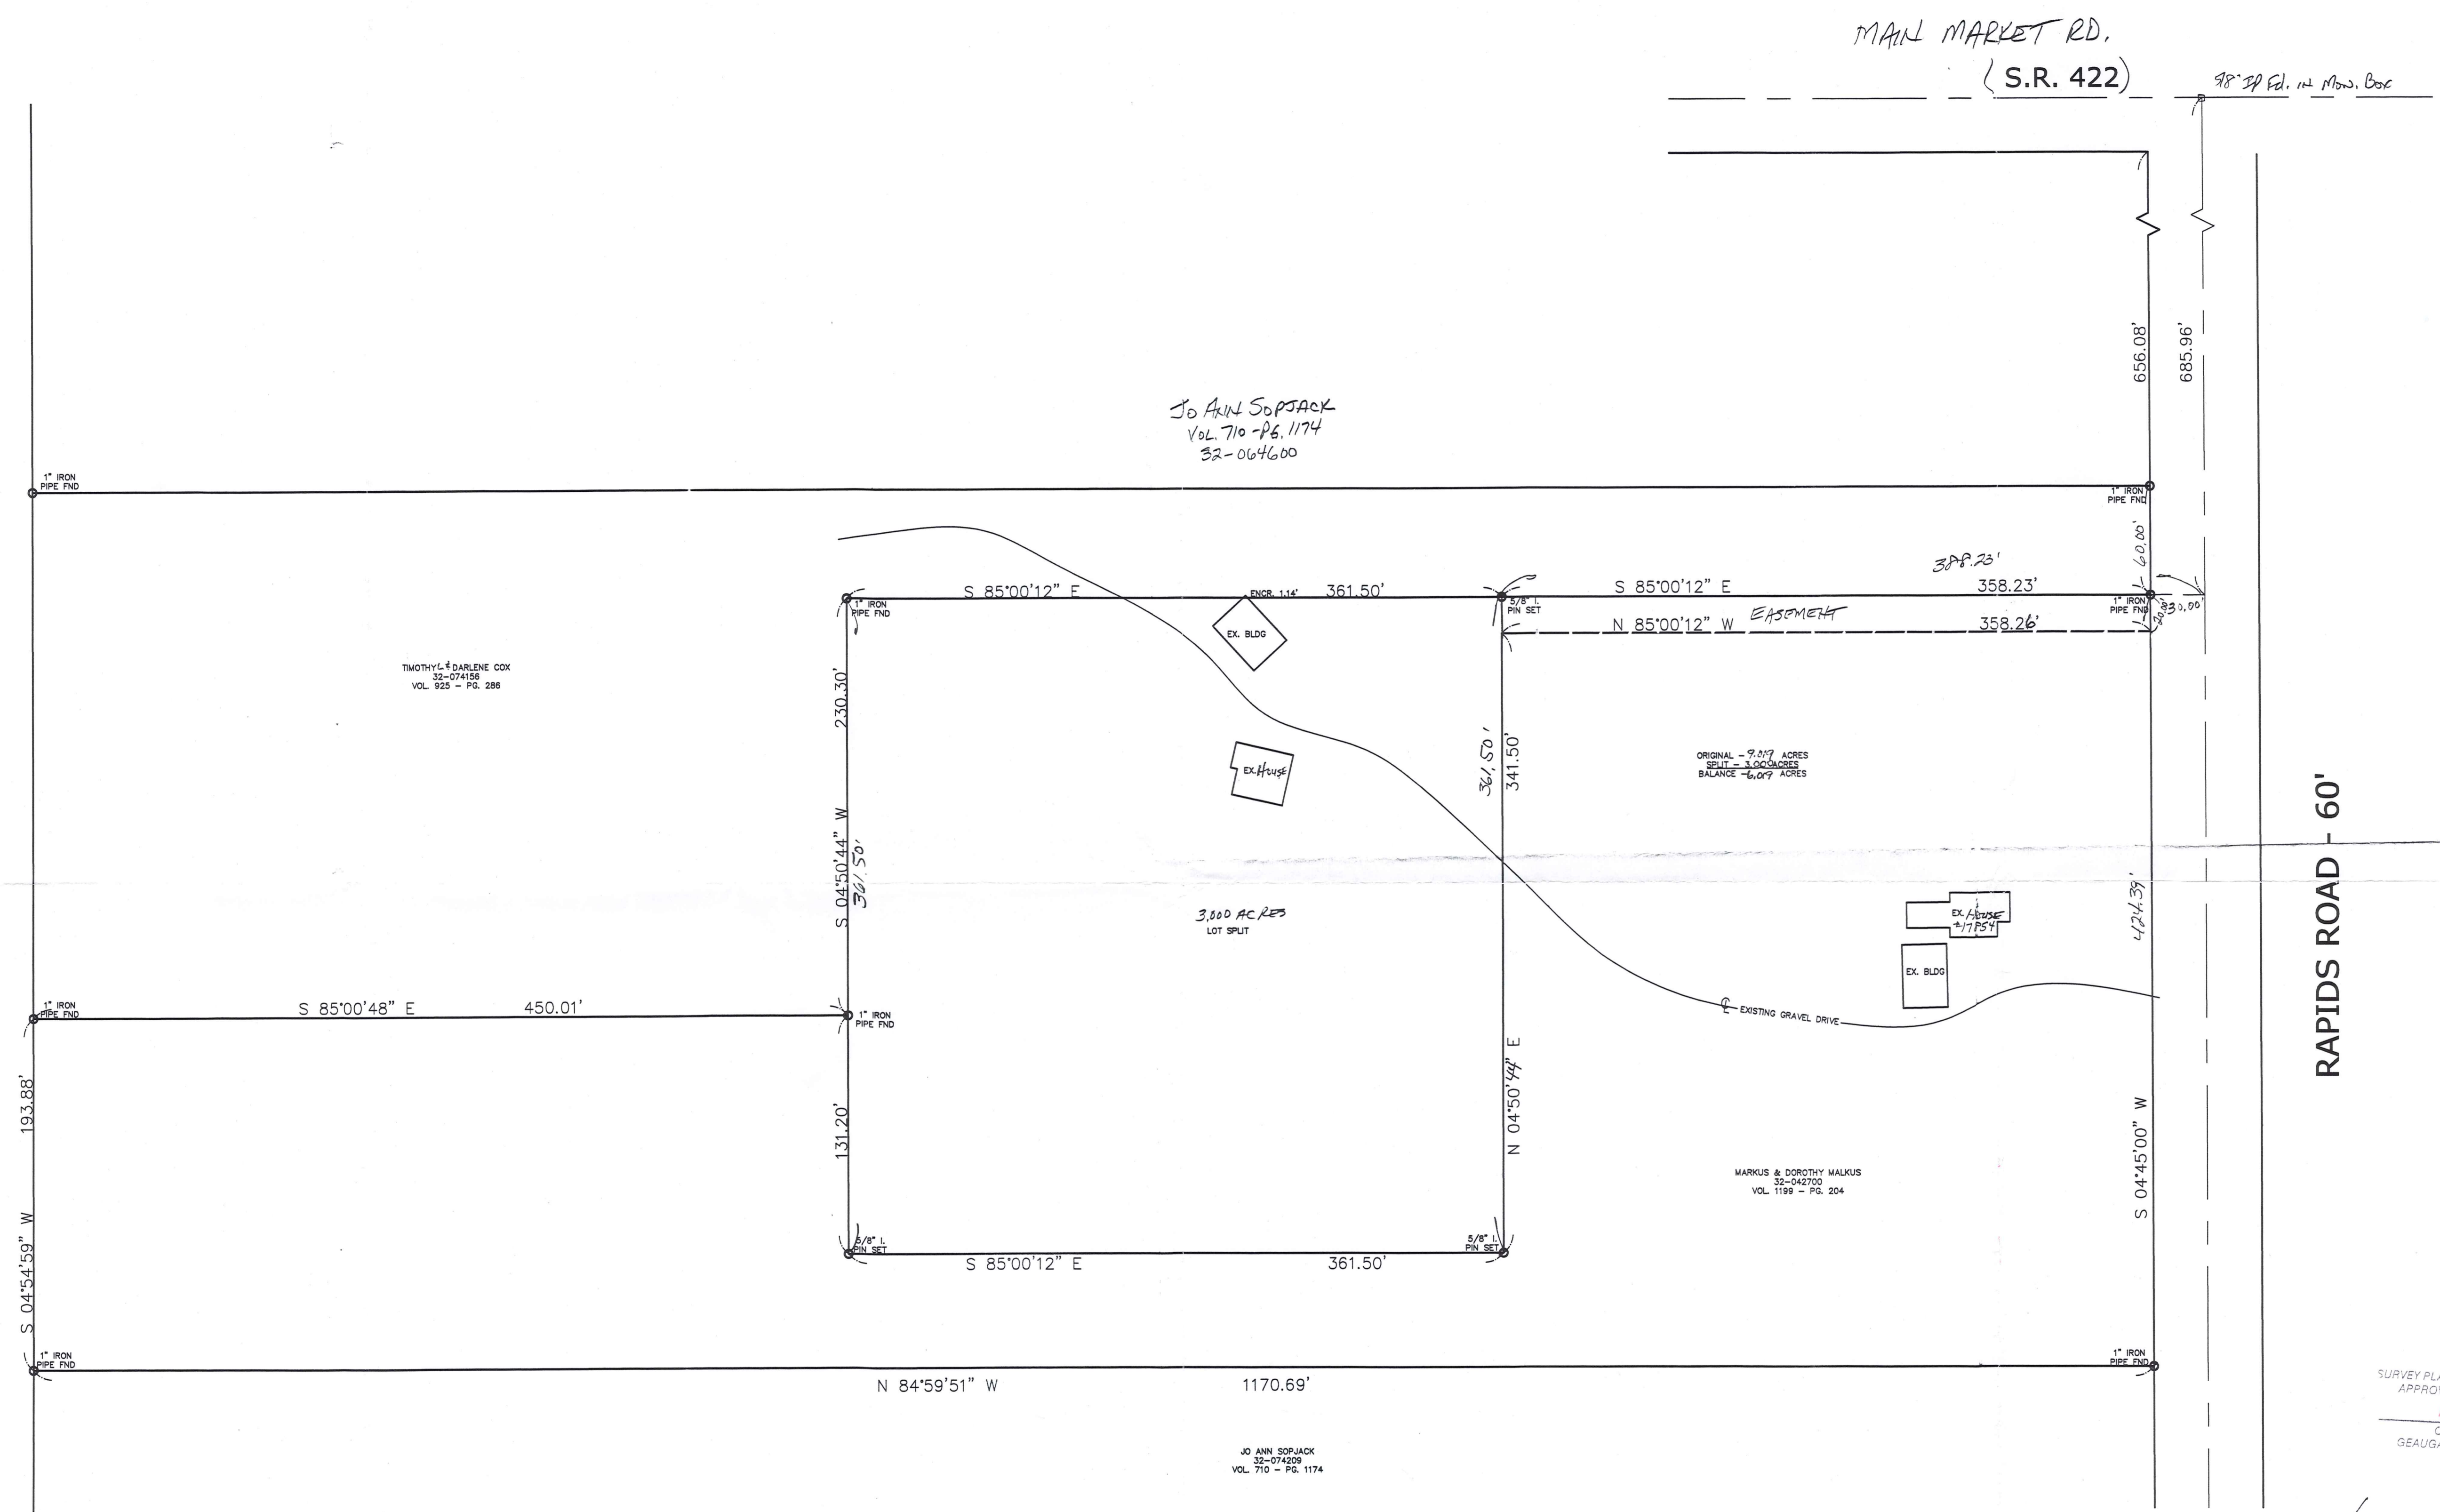 MAIN MARKET RD.
(S.R. 422)
5/8" IP Fd. IN MON. BOX
656.08'
685.96'
JO ANN SOPJACK
VOL. 710 - PG. 1174
32-064600
1" IRON
PIPE FND
1" IRON
PIPE FND
60.00'
388.23'
S 85°00'12" E
ENCR. 1.14'
361.50'
S 85°00'12" E
358.23'
1" IRON
PIPE FND
5/8" I.
PIN SET
1" IRON
PIPE FND
20.00'
30.00'
N 85°00'12" W
EASEMENT
358.26'
EX. BLDG
TIMOTHY L & DARLENE COX
32-074156
VOL. 925 - PG. 286
230.30'
S 04°50'44" W
361.50'
EX. HOUSE
361.50'
341.50'
ORIGINAL - 9.019 ACRES
SPLIT - 3.000 ACRES
BALANCE - 6.019 ACRES
RAPIDS ROAD - 60'
3.000 ACRES
LOT SPLIT
EX. HOUSE
#17854
424.39'
EX. BLDG
1" IRON
PIPE FND
S 85°00'48" E
450.01'
1" IRON
PIPE FND
℄ EXISTING GRAVEL DRIVE
193.88'
S 04°54'59" W
131.20'
N 04°50'44" E
S 04°45'00" W
MARKUS & DOROTHY MALKUS
32-042700
VOL. 1199 - PG. 204
5/8" I.
PIN SET
5/8" I.
PIN SET
S 85°00'12" E
361.50'
1" IRON
PIPE FND
1" IRON
PIPE FND
N 84°59'51" W
1170.69'
SURVEY PLA
APPRO
GEAUGA
JO ANN SOPJACK
32-074209
VOL. 710 - PG. 1174